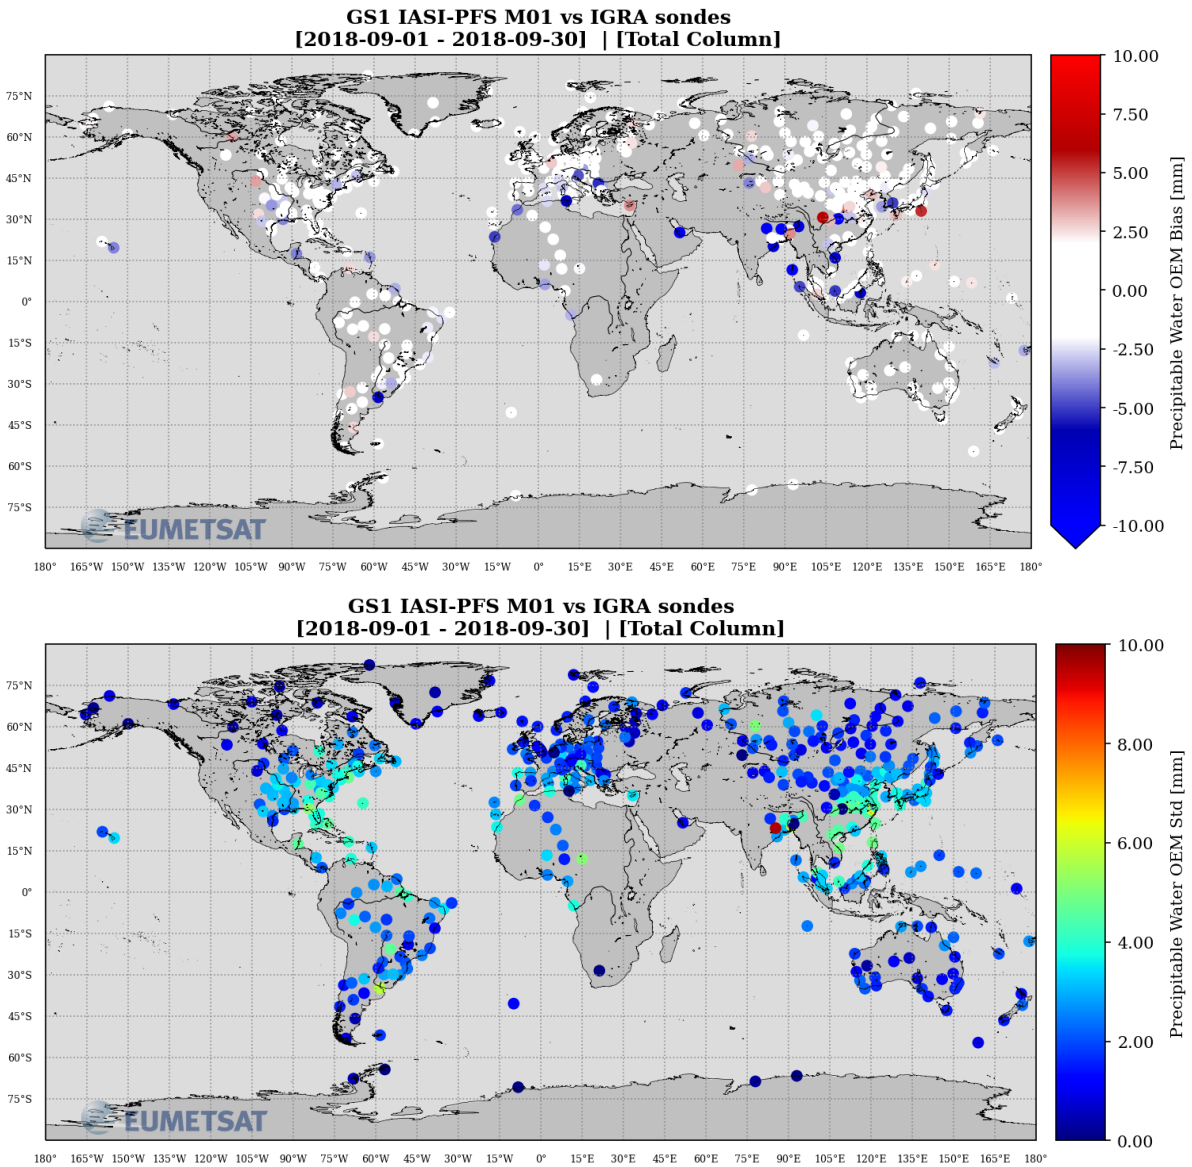 GS1 IASI-PFS M01 vs IGRA sondes
[2018-09-01 - 2018-09-30] | [Total Column]
75°N
60°N
45°N
30°N
15°N
0°
15°S
30°S
45°S
60°S
75°S
EUMETSAT
180° 165°W 150°W 135°W 120°W 105°W 90°W 75°W 60°W 45°W 30°W 15°W 0° 15°E 30°E 45°E 60°E 75°E 90°E 105°E 120°E 135°E 150°E 165°E 180°
10.00
7.50
5.00
2.50
0.00
-2.50
-5.00
-7.50
-10.00
Precipitable Water OEM Bias [mm]
GS1 IASI-PFS M01 vs IGRA sondes
[2018-09-01 - 2018-09-30] | [Total Column]
75°N
60°N
45°N
30°N
15°N
0°
15°S
30°S
45°S
60°S
75°S
EUMETSAT
180° 165°W 150°W 135°W 120°W 105°W 90°W 75°W 60°W 45°W 30°W 15°W 0° 15°E 30°E 45°E 60°E 75°E 90°E 105°E 120°E 135°E 150°E 165°E 180°
10.00
8.00
6.00
4.00
2.00
0.00
Precipitable Water OEM Std [mm]